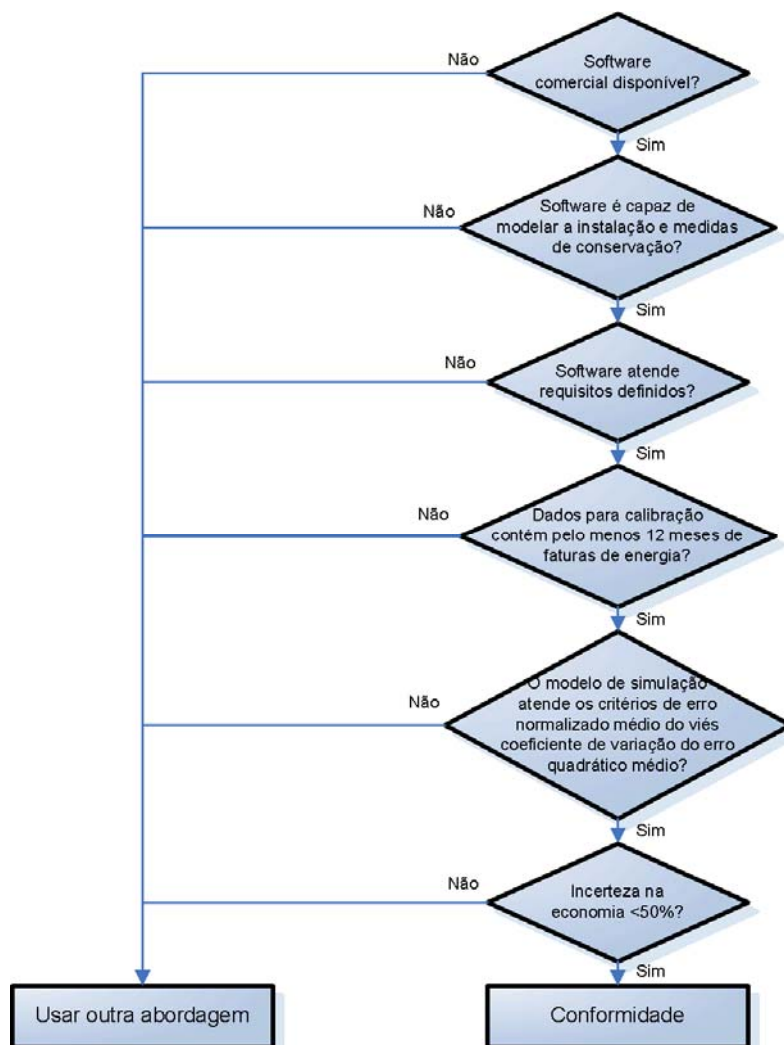 Não
Software
comercial disponível?
Sim
Não
Software é capaz de
modelar a instalação e medidas
de conservação?
Sim
Não
Software atende
requisitos definidos?
Sim
Não
Dados para calibração
contém pelo menos 12 meses de
faturas de energia?
Sim
Não
O modelo de simulação
atende os critérios de erro
normalizado médio do viés
coeficiente de variação do erro
quadrático médio?
Sim
Não
Incerteza na
economia <50%?
Sim
Usar outra abordagem
Conformidade